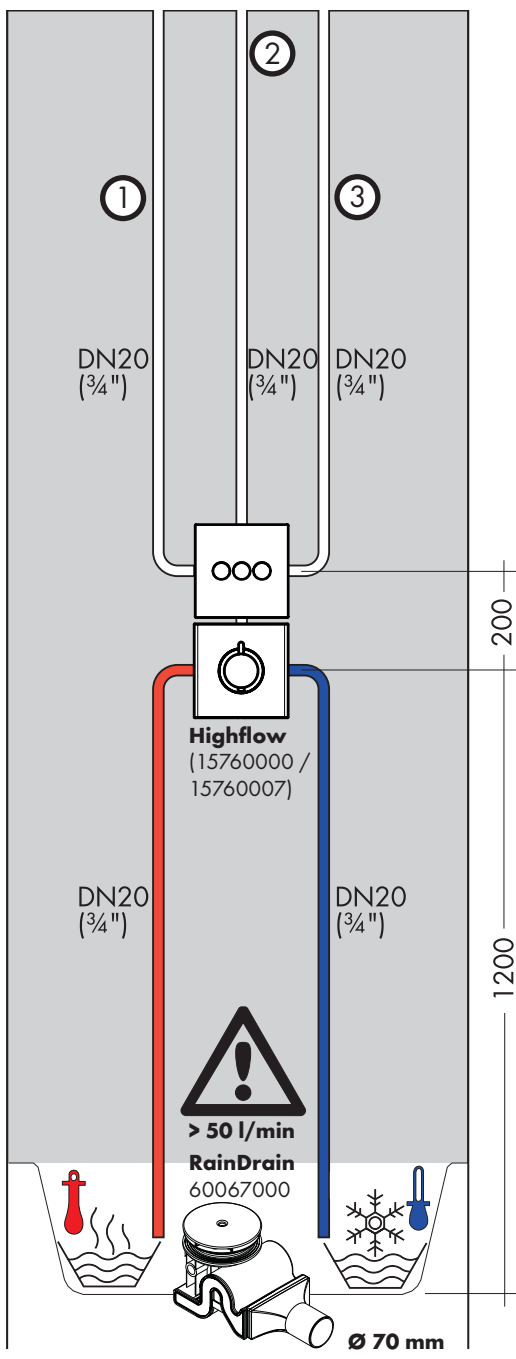 2
1
3
DN20
(¾")
DN20
(¾")
DN20
(¾")
200
Highflow
(15760000 /
15760007)
DN20
(¾")
DN20
(¾")
1200
> 50 l/min
RainDrain
60067000
Ø 70 mm